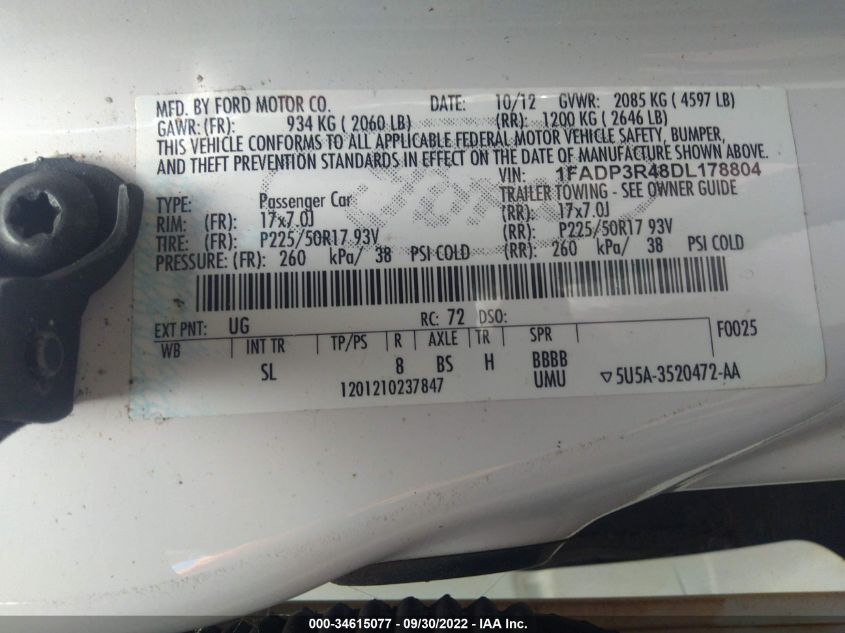 MFD. BY FORD MOTOR CO. DATE: 10/12 GVWR: 2085 KG ( 4597 LB)
GAWR: (FR): 934 KG ( 2060 LB) (RR): 1200 KG ( 2646 LB)
THIS VEHICLE CONFORMS TO ALL APPLICABLE FEDERAL MOTOR VEHICLE SAFETY, BUMPER,
AND THEFT PREVENTION STANDARDS IN EFFECT ON THE DATE OF MANUFACTURE SHOWN ABOVE.
VIN: 1FADP3R48DL178804
TYPE: Passenger Car TRAILER TOWING - SEE OWNER GUIDE
RIM: (FR): 17x7.0J (RR): 17x7.0J
TIRE: (FR): P225/50R17 93V (RR): P225/50R17 93V
PRESSURE: (FR): 260 kPa/ 38 PSI COLD (RR): 260 kPa/ 38 PSI COLD
EXT PNT: UG RC: 72 DSO: F0025
WB INT TR TP/PS R AXLE TR SPR
SL 8 BS H BBBB
UMU ▽ 5U5A-3520472-AA
1201210237847
000-34615077 - 09/30/2022 - IAA Inc.